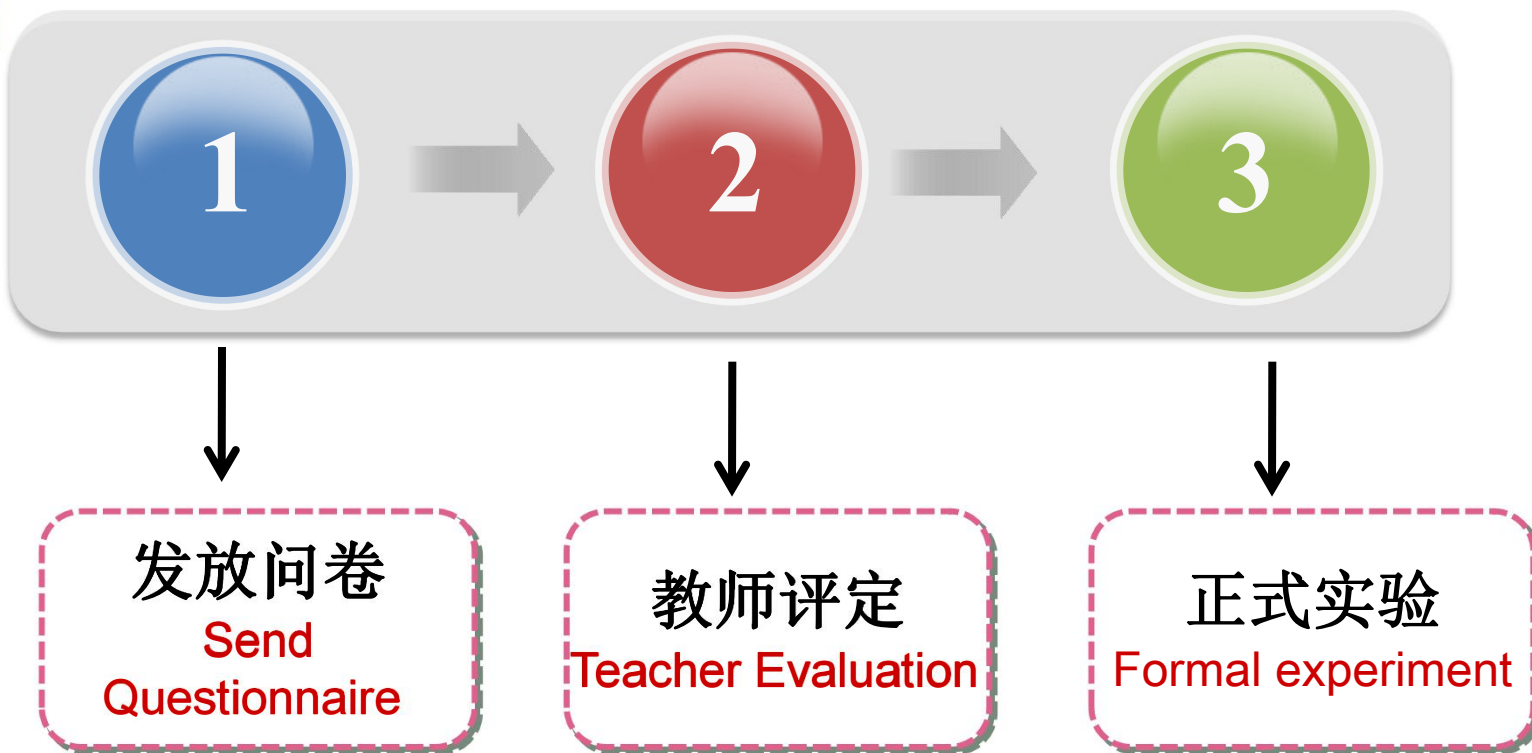 1
2
3
发放问卷
Send
Questionnaire
教师评定
Teacher Evaluation
正式实验
Formal experiment